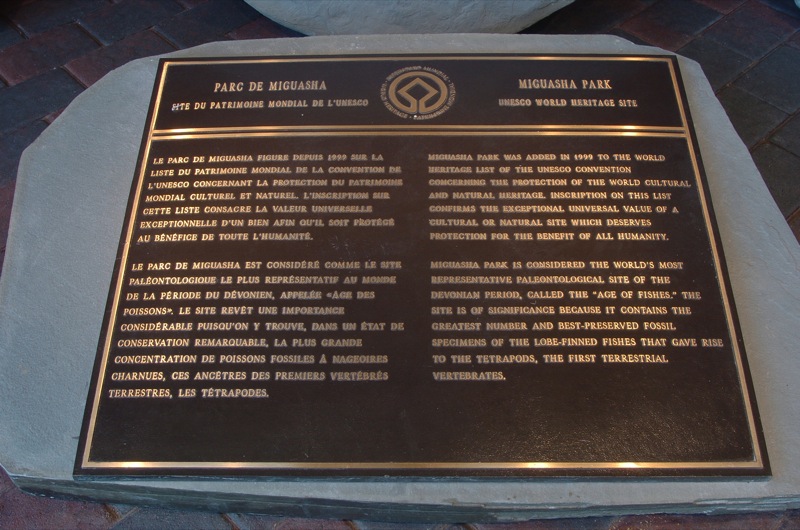 PARC DE MIGUASHA
SITE DU PATRIMOINE MONDIAL DE L'UNESCO
MIGUASHA PARK
UNESCO WORLD HERITAGE SITE
LE PARC DE MIGUASHA FIGURE DEPUIS 1999 SUR LA
LISTE DU PATRIMOINE MONDIAL DE LA CONVENTION DE
L'UNESCO CONCERNANT LA PROTECTION DU PATRIMOINE
MONDIAL CULTUREL ET NATUREL. L'INSCRIPTION SUR
CETTE LISTE CONSACRE LA VALEUR UNIVERSELLE
EXCEPTIONNELLE D'UN BIEN AFIN QU'IL SOIT PROTÉGÉ
AU BÉNÉFICE DE TOUTE L'HUMANITÉ.
LE PARC DE MIGUASHA EST CONSIDÉRÉ COMME LE SITE
PALÉONTOLOGIQUE LE PLUS REPRÉSENTATIF AU MONDE
DE LA PÉRIODE DU DÉVONIEN, APPELÉE «ÂGE DES
POISSONS». LE SITE REVÊT UNE IMPORTANCE
CONSIDÉRABLE PUISQU'ON Y TROUVE, DANS UN ÉTAT DE
CONSERVATION REMARQUABLE, LA PLUS GRANDE
CONCENTRATION DE POISSONS FOSSILES À NAGEOIRES
CHARNUES, CES ANCÊTRES DES PREMIERS VERTÉBRÉS
TERRESTRES, LES TÉTRAPODES.
MIGUASHA PARK WAS ADDED IN 1999 TO THE WORLD
HERITAGE LIST OF THE UNESCO CONVENTION
CONCERNING THE PROTECTION OF THE WORLD CULTURAL
AND NATURAL HERITAGE. INSCRIPTION ON THIS LIST
CONFIRMS THE EXCEPTIONAL UNIVERSAL VALUE OF A
CULTURAL OR NATURAL SITE WHICH DESERVES
PROTECTION FOR THE BENEFIT OF ALL HUMANITY.
MIGUASHA PARK IS CONSIDERED THE WORLD'S MOST
REPRESENTATIVE PALEONTOLOGICAL SITE OF THE
DEVONIAN PERIOD, CALLED THE "AGE OF FISHES." THE
SITE IS OF SIGNIFICANCE BECAUSE IT CONTAINS THE
GREATEST NUMBER AND BEST-PRESERVED FOSSIL
SPECIMENS OF THE LOBE-FINNED FISHES THAT GAVE RISE
TO THE TETRAPODS, THE FIRST TERRESTRIAL
VERTEBRATES.